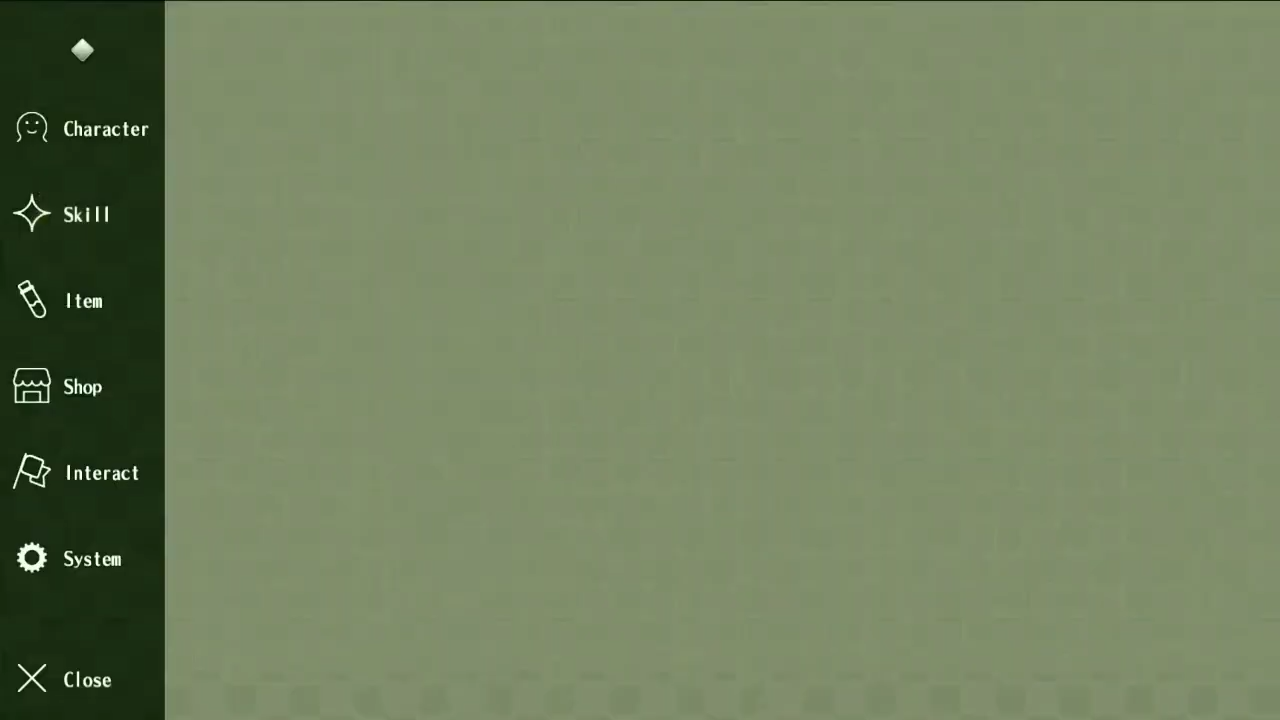 Character
Skill
Item
Shop
Interact
System
Close